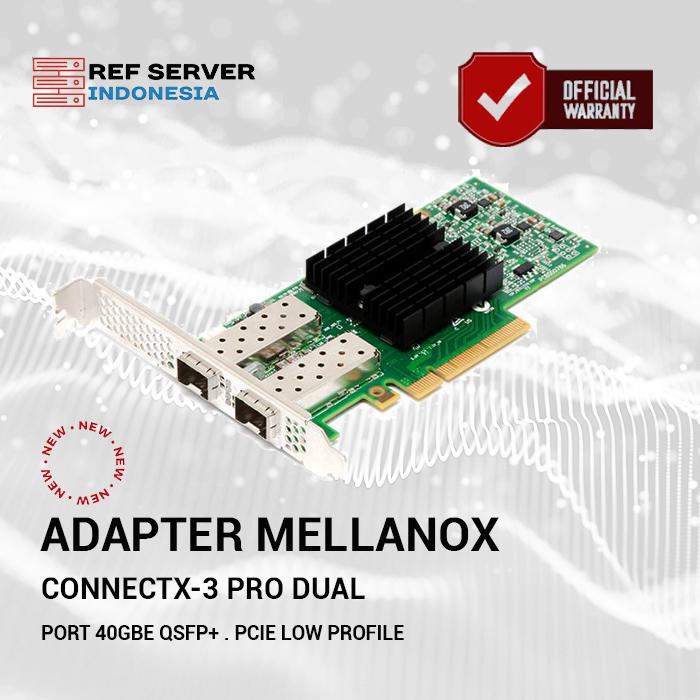 REF SERVER
INDONESIA
OFFICIAL
WARRANTY
NEW • NEW • NEW • NEW • NEW • NEW •
ADAPTER MELLANOX
CONNECTX-3 PRO DUAL
PORT 40GBE QSFP+ . PCIE LOW PROFILE